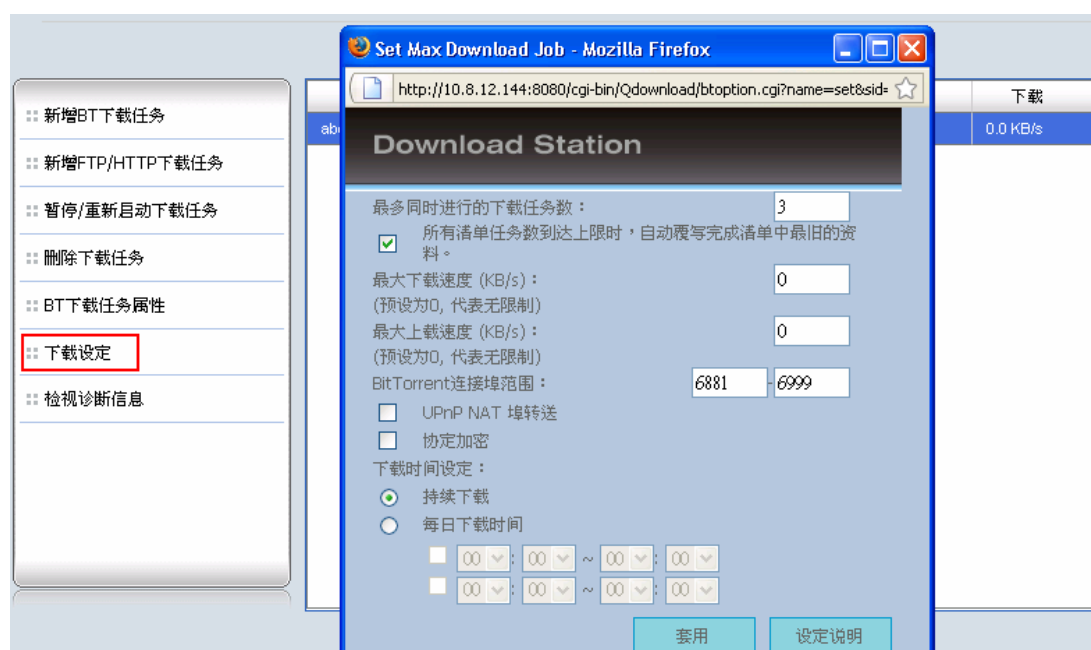 Set Max Download Job - Mozilla Firefox
http://10.8.12.144:8080/cgi-bin/Qdownload/btoption.cgi?name=set&sid=
新增BT下载任务
新增FTP/HTTP下载任务
暂停/重新启动下载任务
删除下载任务
BT下载任务属性
下载设定
检视诊断信息
下载
0.0 KB/s
Download Station
最多同时进行的下载任务数： 3
所有清单任务数到达上限时，自动覆写完成清单中最旧的资
料。
最大下载速度 (KB/s)： 0
(预设为0, 代表无限制)
最大上载速度 (KB/s)： 0
(预设为0, 代表无限制)
BitTorrent连接埠范围： 6881 - 6999
UPnP NAT 埠转送
协定加密
下载时间设定：
持续下载
每日下载时间
00 : 00 ~ 00 : 00
00 : 00 ~ 00 : 00
套用 设定说明